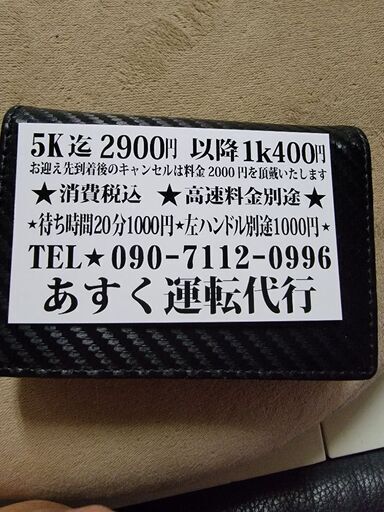 5K迄 2900円 以降1k400円
お迎え先到着後のキャンセルは料金2000円を頂戴いたします
★消費税込 ★高速料金別途★
★待ち時間20分1000円★左ハンドル別途1000円★
TEL★090-7112-0996
あすく運転代行